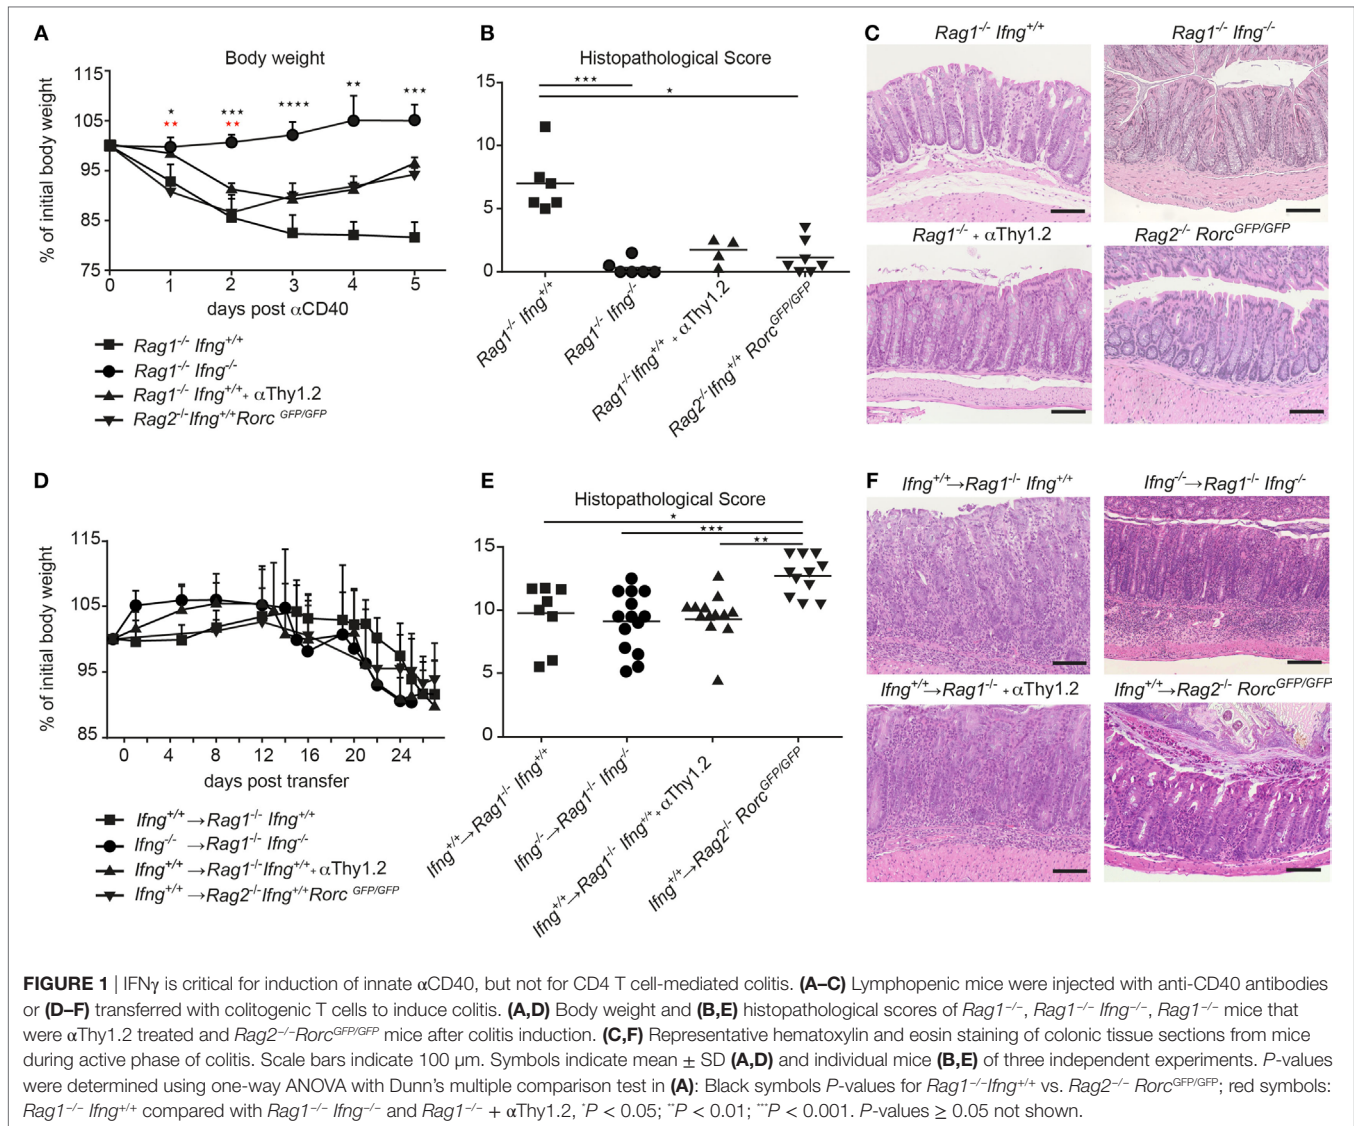 A
Body weight
115
105
95
85
75
% of initial body weight
* *** **** ** ***
** **
0 1 2 3 4 5
days post αCD40
Rag1-/- Ifng+/+
Rag1-/- Ifng-/-
Rag1-/- Ifng+/+ + αThy1.2
Rag2-/-Ifng+/+Rorc GFP/GFP
B
Histopathological Score
15
10
5
0
***
*
Rag1-/- Ifng+/+
Rag1-/- Ifng-/-
Rag1-/- Ifng+/+ + αThy1.2
Rag2-/-Ifng+/+ RorcGFP/GFP
C
Rag1-/- Ifng+/+
Rag1-/- Ifng-/-
Rag1-/- + αThy1.2
Rag2-/- RorcGFP/GFP
D
115
105
95
85
% of initial body weight
0 4 8 12 16 20 24
days post transfer
Ifng+/+ → Rag1-/- Ifng+/+
Ifng-/- → Rag1-/- Ifng-/-
Ifng+/+ → Rag1-/-Ifng+/+ + αThy1.2
Ifng+/+ → Rag2-/-Ifng+/+Rorc GFP/GFP
E
Histopathological Score
15
10
5
0
*
***
**
Ifng+/+→Rag1-/- Ifng+/+
Ifng-/-→Rag1-/- Ifng-/-
Ifng+/+→Rag1-/- Ifng+/+ + αThy1.2
Ifng+/+→Rag2-/- RorcGFP/GFP
F
Ifng+/+→Rag1-/- Ifng+/+
Ifng-/-→Rag1-/- Ifng-/-
Ifng+/+→Rag1-/- + αThy1.2
Ifng+/+→Rag2-/- RorcGFP/GFP
FIGURE 1 | IFNγ is critical for induction of innate αCD40, but not for CD4 T cell-mediated colitis. (A–C) Lymphopenic mice were injected with anti-CD40 antibodies
or (D–F) transferred with colitogenic T cells to induce colitis. (A,D) Body weight and (B,E) histopathological scores of Rag1−/−, Rag1−/− Ifng−/−, Rag1−/− mice that
were αThy1.2 treated and Rag2−/−RorcGFP/GFP mice after colitis induction. (C,F) Representative hematoxylin and eosin staining of colonic tissue sections from mice
during active phase of colitis. Scale bars indicate 100 µm. Symbols indicate mean ± SD (A,D) and individual mice (B,E) of three independent experiments. P-values
were determined using one-way ANOVA with Dunn's multiple comparison test in (A): Black symbols P-values for Rag1−/−Ifng+/+ vs. Rag2−/− RorcGFP/GFP; red symbols:
Rag1−/− Ifng+/+ compared with Rag1−/− Ifng−/− and Rag1−/− + αThy1.2, *P < 0.05; **P < 0.01; ***P < 0.001. P-values ≥ 0.05 not shown.